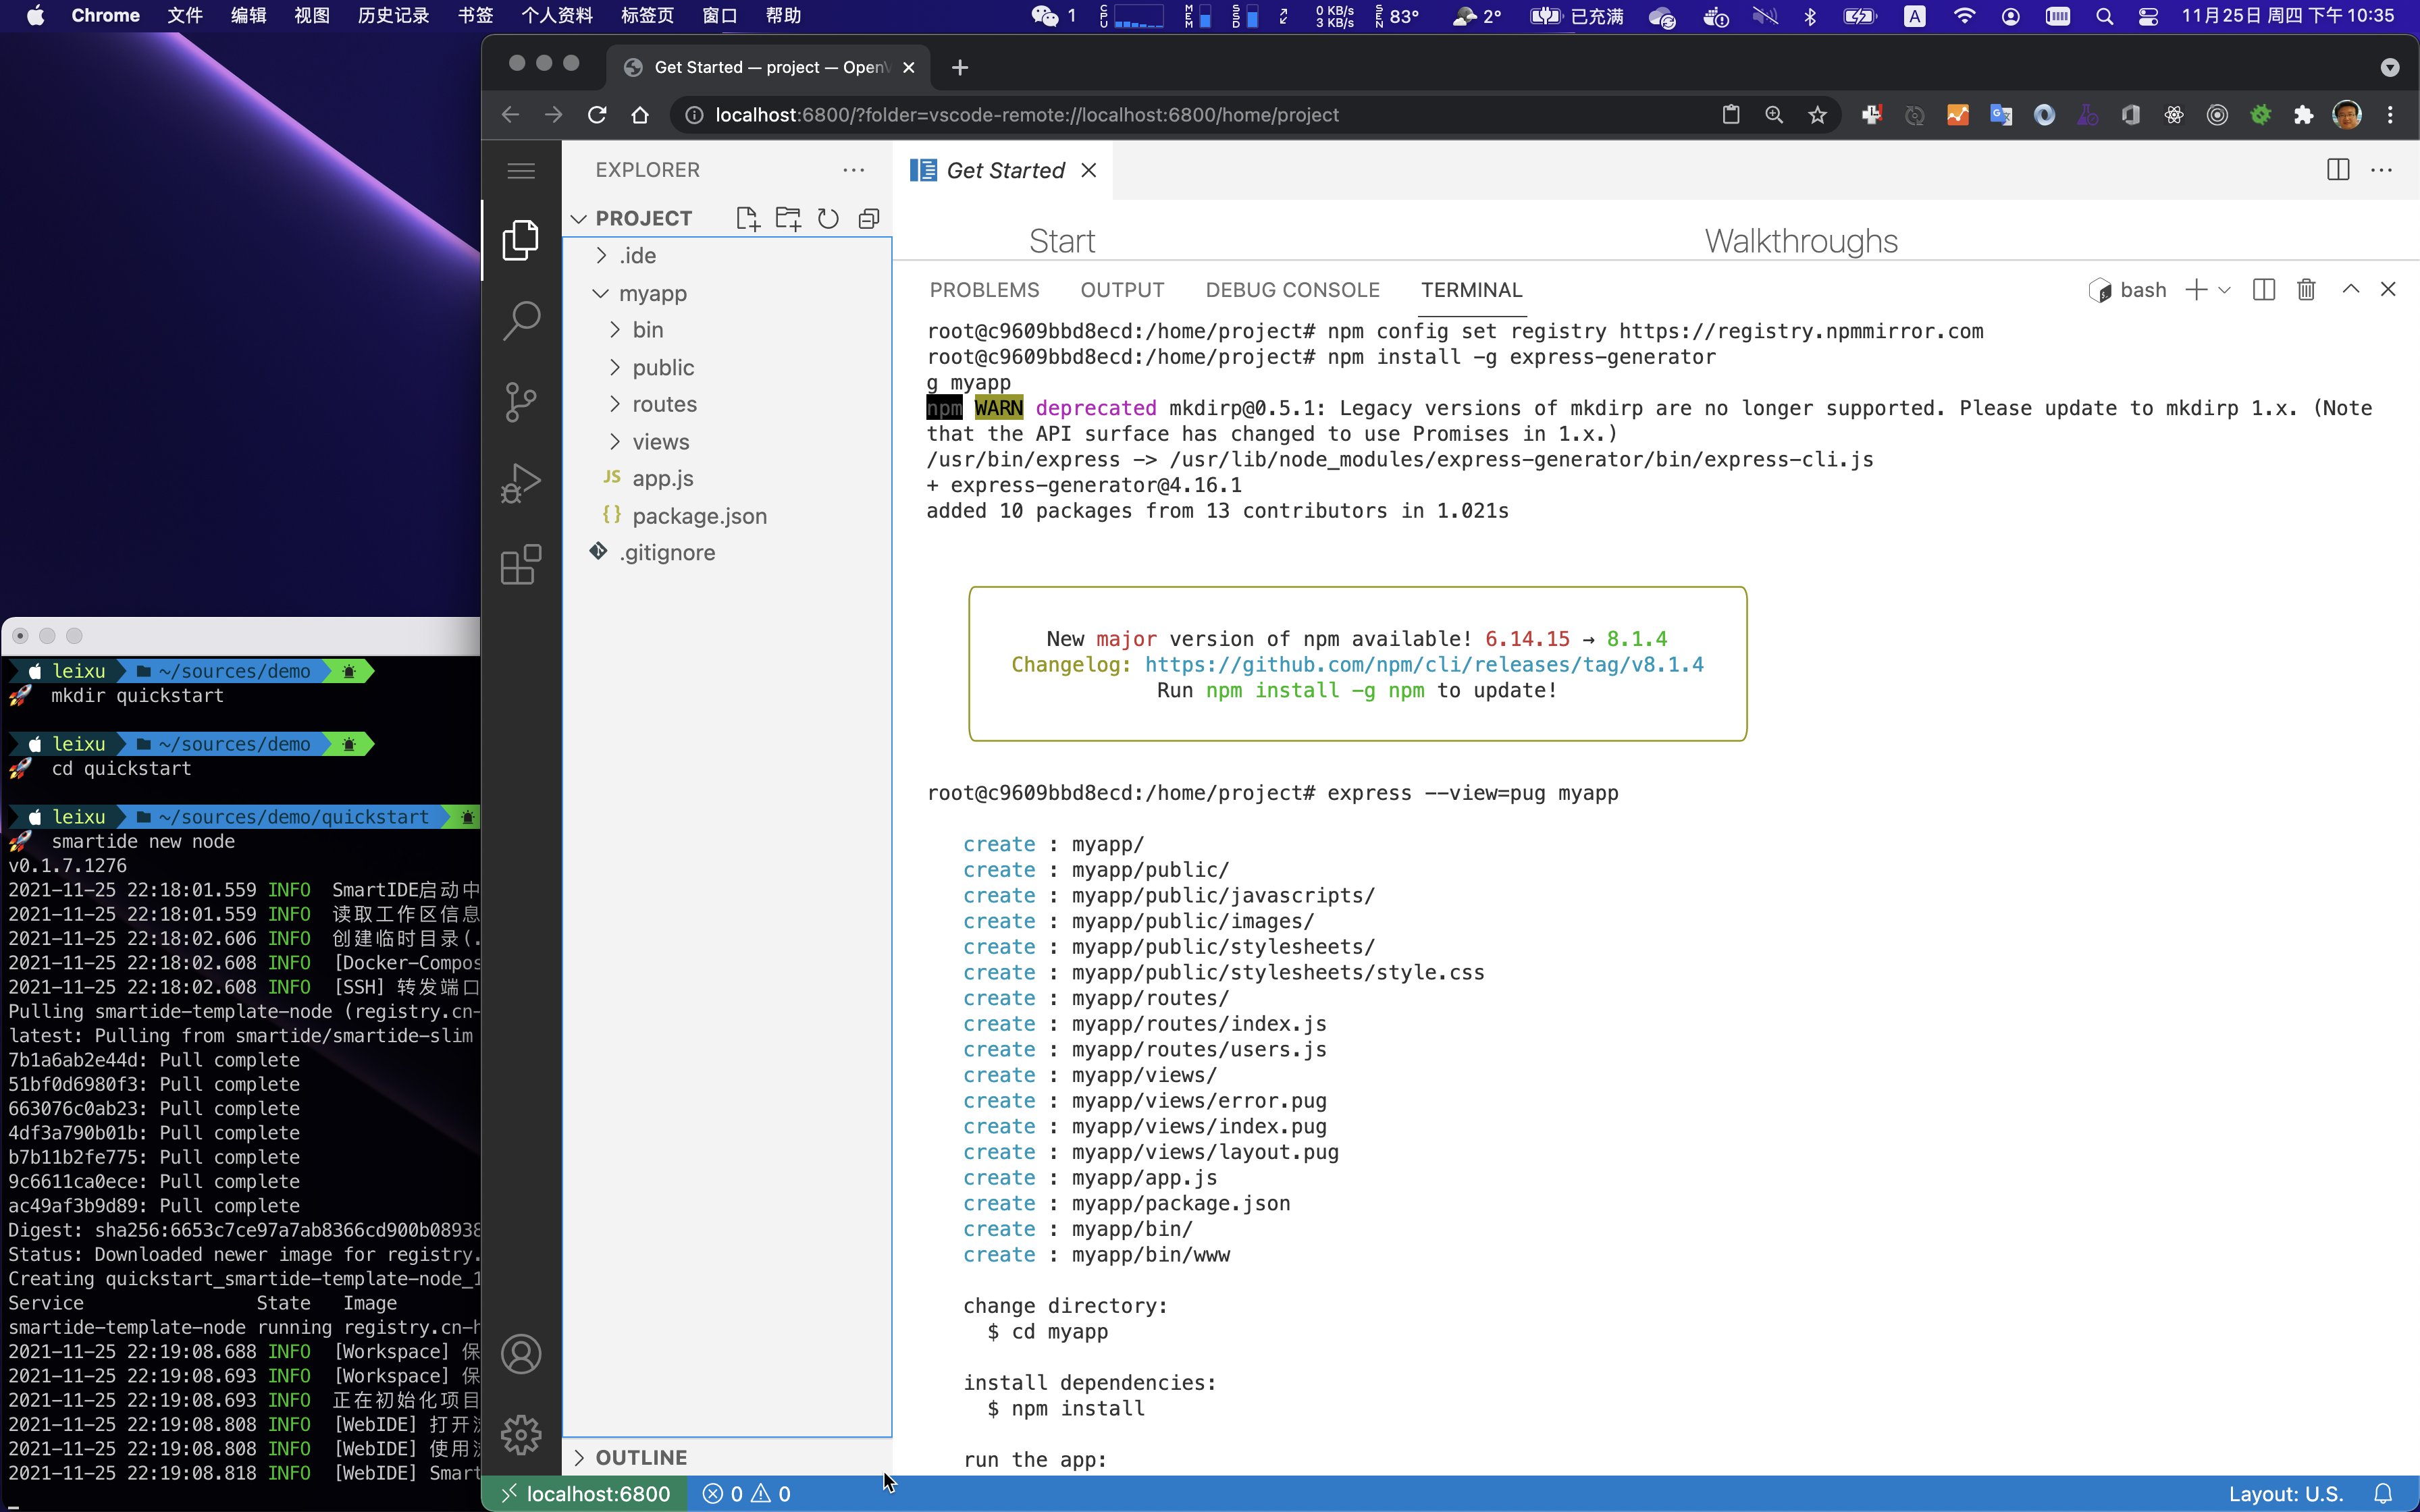 Chrome 文件 编辑 视图 历史记录 书签 个人资料 标签页 窗口 帮助 1 CPU MEM SSD 0 KB/s 3 KB/s SEN 83° 2° 已充满 A 11月25日 周四 下午 10:35
Get Started — project — Open
localhost:6800/?folder=vscode-remote://localhost:6800/home/project
EXPLORER
PROJECT
.ide
myapp
bin
public
routes
views
JS app.js
{} package.json
.gitignore
OUTLINE
Get Started
Start Walkthroughs
PROBLEMS OUTPUT DEBUG CONSOLE TERMINAL bash
root@c9609bbd8ecd:/home/project# npm config set registry https://registry.npmmirror.com
root@c9609bbd8ecd:/home/project# npm install -g express-generator
g myapp
npm WARN deprecated mkdirp@0.5.1: Legacy versions of mkdirp are no longer supported. Please update to mkdirp 1.x. (Note
that the API surface has changed to use Promises in 1.x.)
/usr/bin/express -> /usr/lib/node_modules/express-generator/bin/express-cli.js
+ express-generator@4.16.1
added 10 packages from 13 contributors in 1.021s
New major version of npm available! 6.14.15 → 8.1.4
Changelog: https://github.com/npm/cli/releases/tag/v8.1.4
Run npm install -g npm to update!
root@c9609bbd8ecd:/home/project# express --view=pug myapp
create : myapp/
create : myapp/public/
create : myapp/public/javascripts/
create : myapp/public/images/
create : myapp/public/stylesheets/
create : myapp/public/stylesheets/style.css
create : myapp/routes/
create : myapp/routes/index.js
create : myapp/routes/users.js
create : myapp/views/
create : myapp/views/error.pug
create : myapp/views/index.pug
create : myapp/views/layout.pug
create : myapp/app.js
create : myapp/package.json
create : myapp/bin/
create : myapp/bin/www
change directory:
$ cd myapp
install dependencies:
$ npm install
run the app:
localhost:6800 0 0 Layout: U.S.
leixu ~/sources/demo
mkdir quickstart
leixu ~/sources/demo
cd quickstart
leixu ~/sources/demo/quickstart
smartide new node
v0.1.7.1276
2021-11-25 22:18:01.559 INFO SmartIDE启动中
2021-11-25 22:18:01.559 INFO 读取工作区信息
2021-11-25 22:18:02.606 INFO 创建临时目录(.
2021-11-25 22:18:02.608 INFO [Docker-Compos
2021-11-25 22:18:02.608 INFO [SSH] 转发端口
Pulling smartide-template-node (registry.cn-
latest: Pulling from smartide/smartide-slim
7b1a6ab2e44d: Pull complete
51bf0d6980f3: Pull complete
663076c0ab23: Pull complete
4df3a790b01b: Pull complete
b7b11b2fe775: Pull complete
9c6611ca0ece: Pull complete
ac49af3b9d89: Pull complete
Digest: sha256:6653c7ce97a7ab8366cd900b08938
Status: Downloaded newer image for registry.
Creating quickstart_smartide-template-node_1
Service State Image
smartide-template-node running registry.cn-h
2021-11-25 22:19:08.688 INFO [Workspace] 保
2021-11-25 22:19:08.693 INFO [Workspace] 保
2021-11-25 22:19:08.693 INFO 正在初始化项目
2021-11-25 22:19:08.808 INFO [WebIDE] 打开
2021-11-25 22:19:08.808 INFO [WebIDE] 使用
2021-11-25 22:19:08.818 INFO [WebIDE] Smart